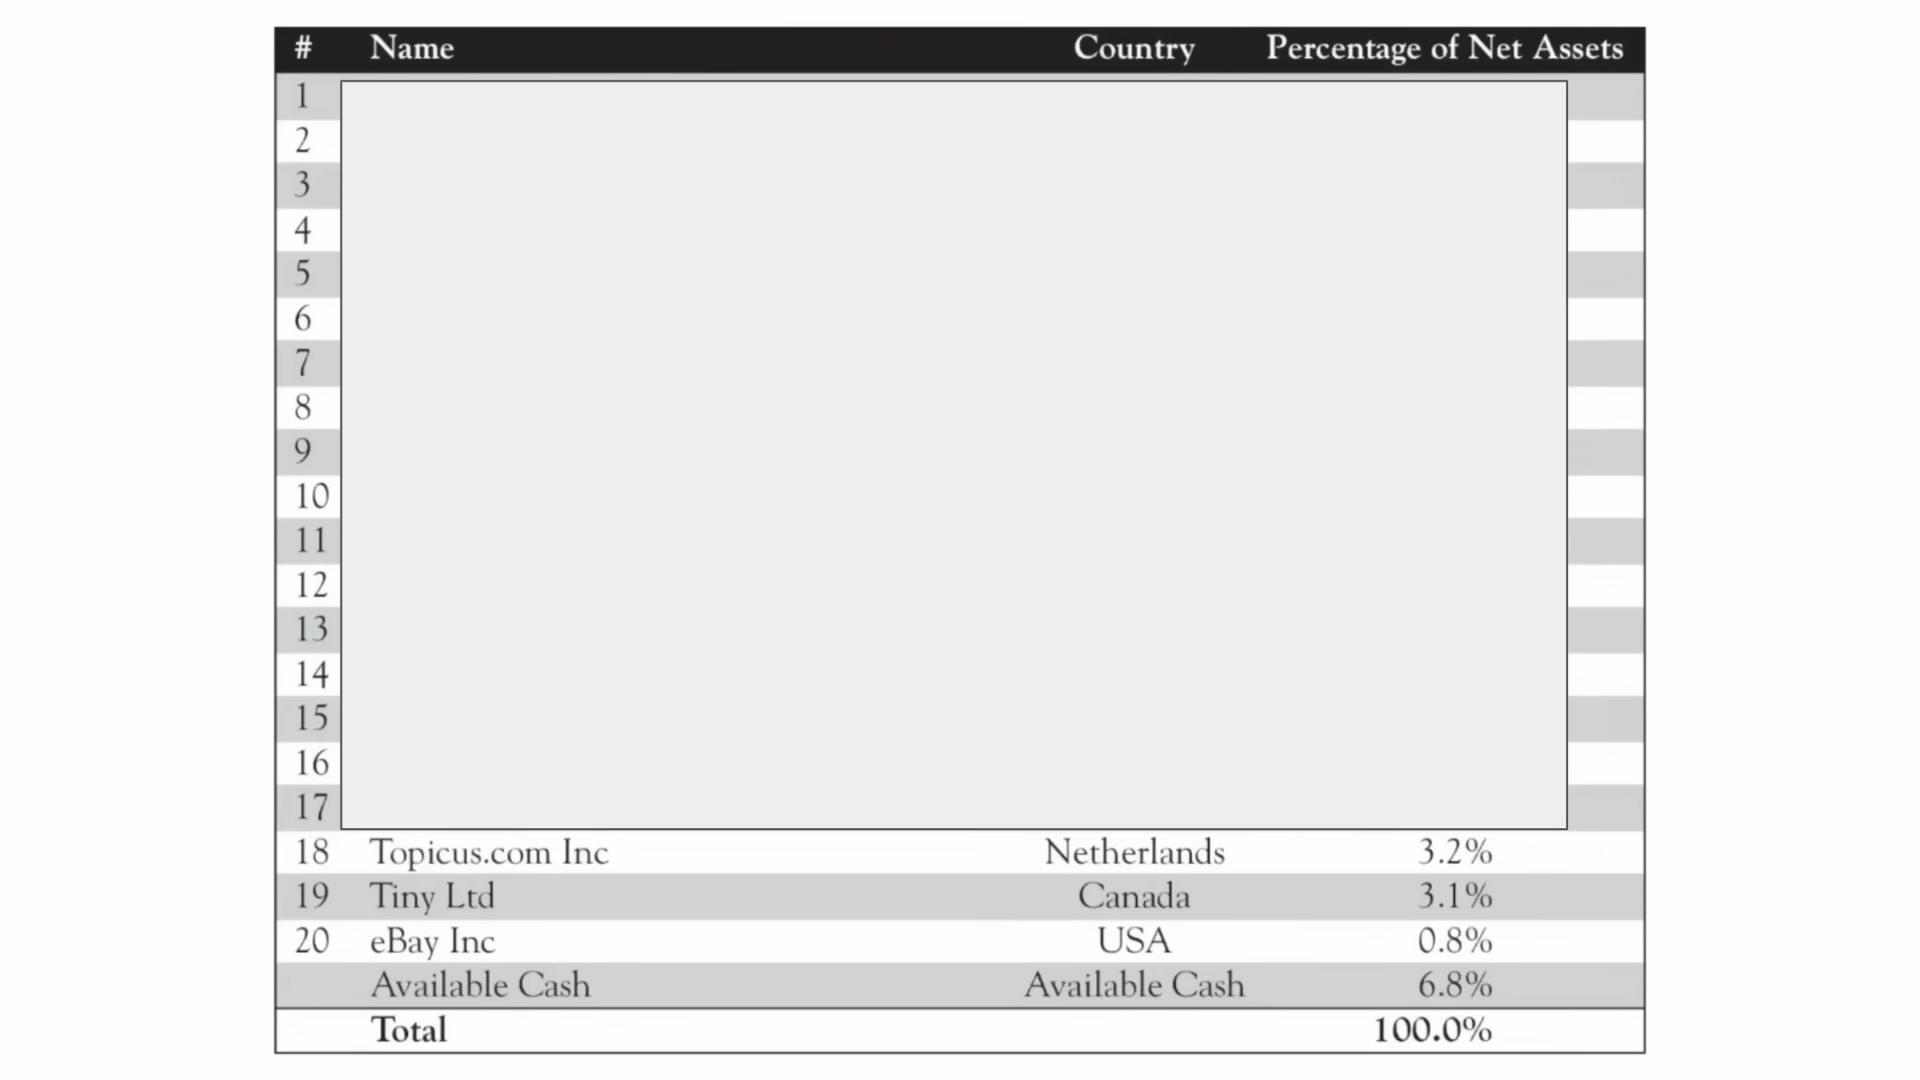 # Name Country Percentage of Net Assets
1
2
3
4
5
6
7
8
9
10
11
12
13
14
15
16
17
18 Topicus.com Inc Netherlands 3.2%
19 Tiny Ltd Canada 3.1%
20 eBay Inc USA 0.8%
Available Cash Available Cash 6.8%
Total 100.0%